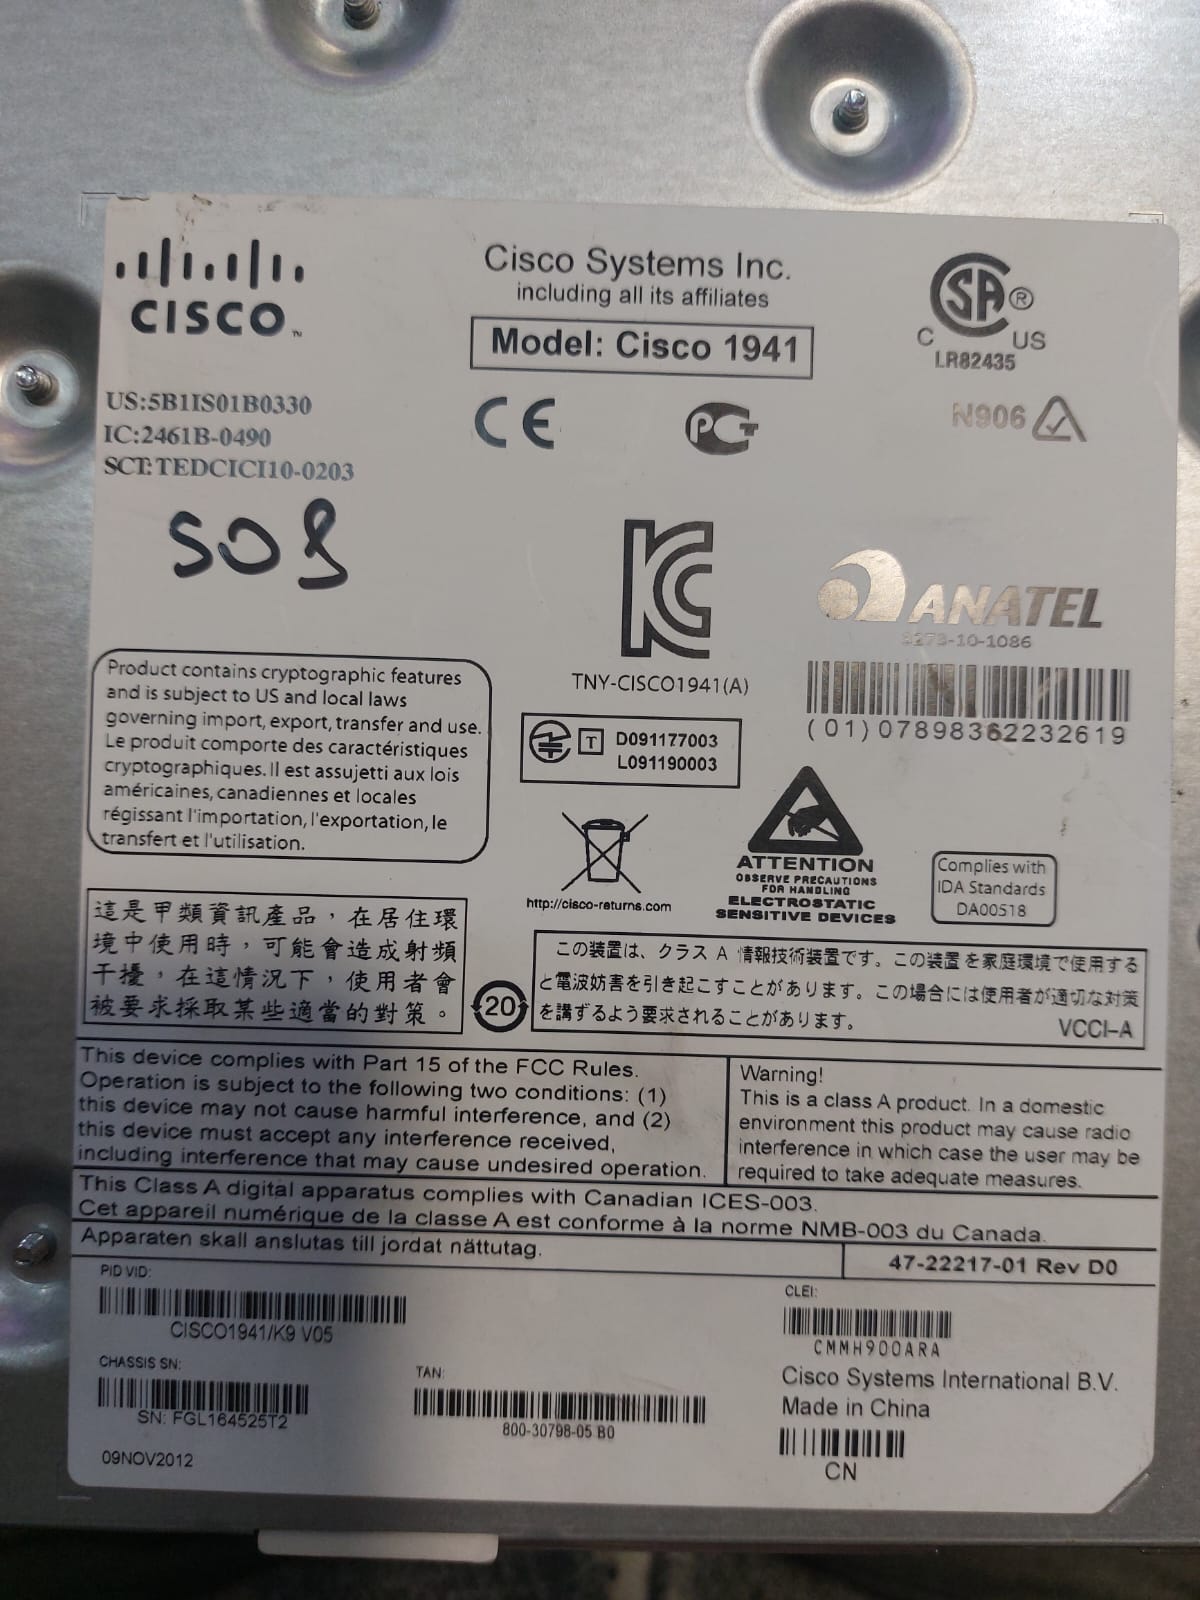 CISCO™
Cisco Systems Inc.
including all its affiliates
Model: Cisco 1941
SA®
C US
LR82435
US:5B1IS01B0330
IC:2461B-0490
SCT:TEDCICI10-0203
CE
PCT
N906
KC
TNY-CISCO1941(A)
ANATEL
3273-10-1086
(01)07898362232619
Product contains cryptographic features
and is subject to US and local laws
governing import, export, transfer and use.
Le produit comporte des caractéristiques
cryptographiques. Il est assujetti aux lois
américaines, canadiennes et locales
régissant l'importation, l'exportation, le
transfert et l'utilisation.
T D091177003
L091190003
http://cisco-returns.com
ATTENTION
OBSERVE PRECAUTIONS
FOR HANDLING
ELECTROSTATIC
SENSITIVE DEVICES
Complies with
IDA Standards
DA00518
這是甲類資訊產品，在居住環
境中使用時，可能會造成射頻
干擾，在這情況下，使用者會
被要求採取某些適當的對策。
20
この装置は、クラス A 情報技術装置です。この装置を家庭環境で使用する
と電波妨害を引き起こすことがあります。この場合には使用者が適切な対策
を講ずるよう要求されることがあります。
VCCI-A
This device complies with Part 15 of the FCC Rules.
Operation is subject to the following two conditions: (1)
this device may not cause harmful interference, and (2)
this device must accept any interference received,
including interference that may cause undesired operation.
Warning!
This is a class A product. In a domestic
environment this product may cause radio
interference in which case the user may be
required to take adequate measures.
This Class A digital apparatus complies with Canadian ICES-003.
Cet appareil numérique de la classe A est conforme à la norme NMB-003 du Canada.
Apparaten skall anslutas till jordat nättutag.
47-22217-01 Rev D0
PID VID:
CISCO1941/K9 V05
CLEI:
CMMH900ARA
CHASSIS SN:
SN: FGL164525T2
TAN:
800-30798-05 B0
Cisco Systems International B.V.
Made in China
CN
09NOV2012